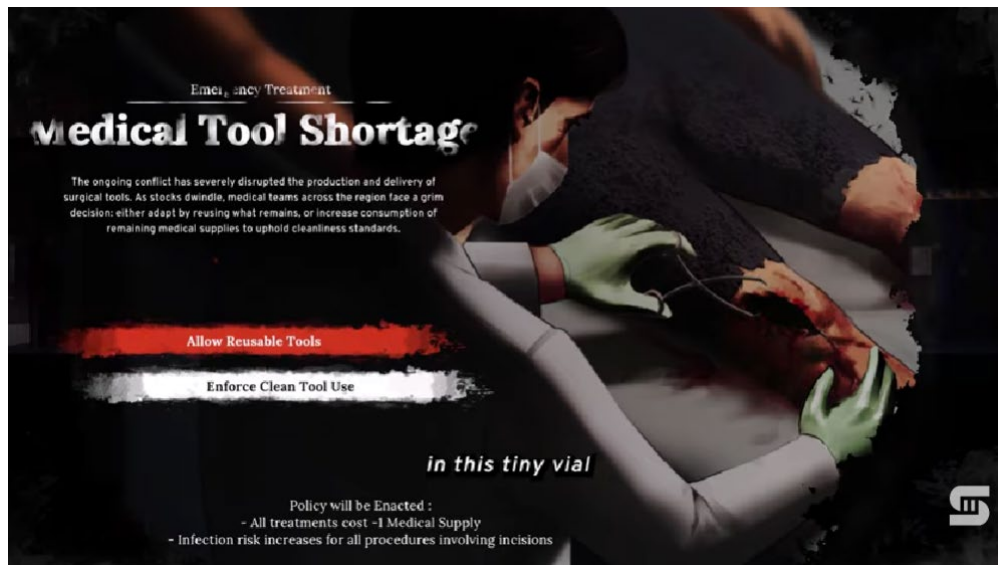 Emergency Treatment
Medical Tool Shortage
The ongoing conflict has severely disrupted the production and delivery of
surgical tools. As stocks dwindle, medical teams across the region face a grim
decision: either adapt by reusing what remains, or increase consumption of
remaining medical supplies to uphold cleanliness standards.
Allow Reusable Tools
Enforce Clean Tool Use
in this tiny vial
Policy will be Enacted :
- All treatments cost -1 Medical Supply
- Infection risk increases for all procedures involving incisions